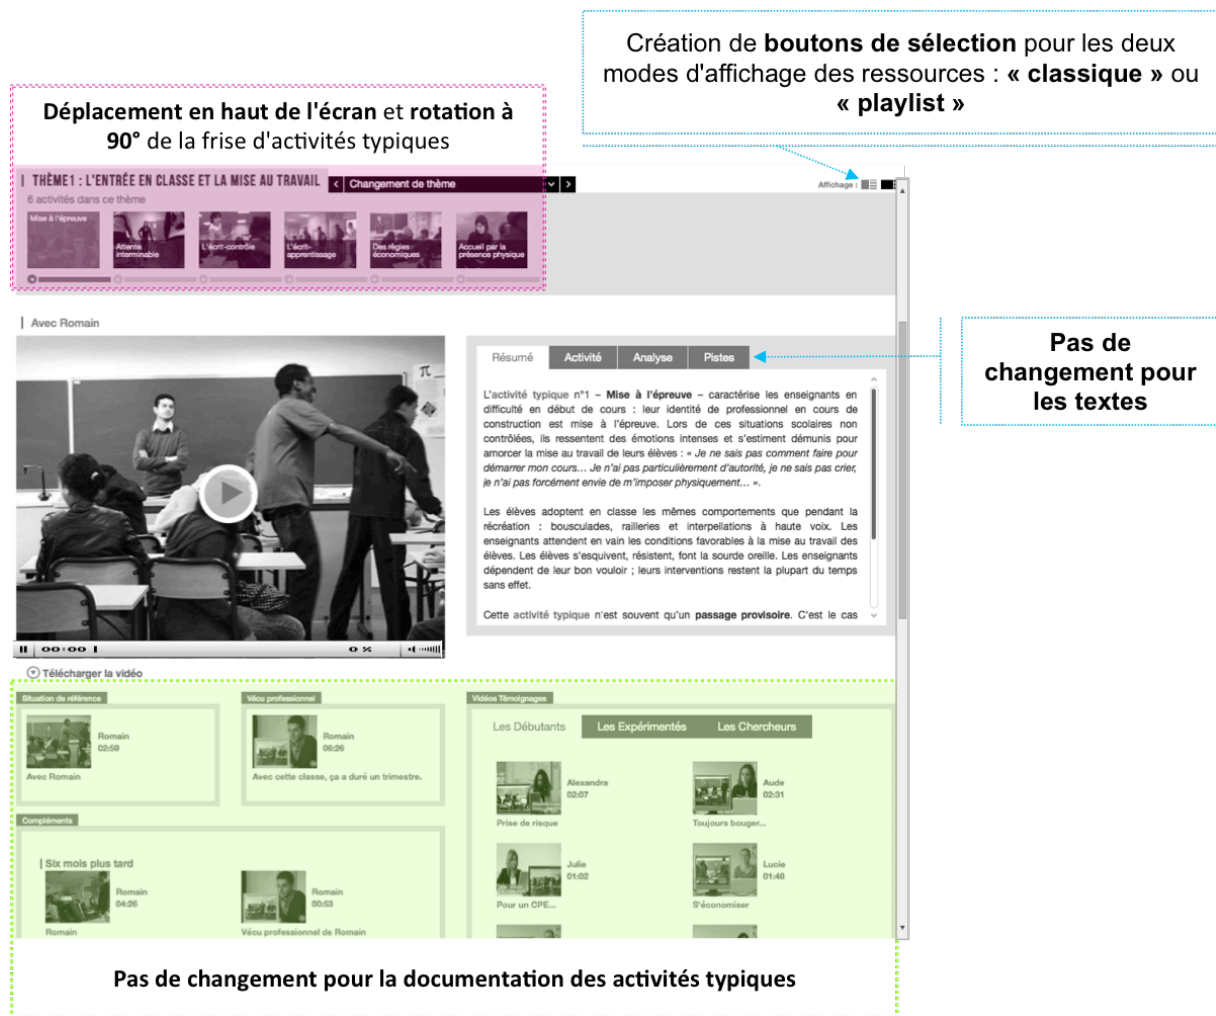 Création de boutons de sélection pour les deux
modes d'affichage des ressources : « classique » ou
« playlist »
Déplacement en haut de l'écran et rotation à
90° de la frise d'activités typiques
| THÈME1 : L'ENTRÉE EN CLASSE ET LA MISE AU TRAVAIL
Changement de thème
Affichage :
6 activités dans ce thème
Mise à l'épreuve
Attente
interminable
L'écrit-contrôle
L'écrit-
apprentissage
Des règles
économiques
Accueil par la
présence physique
| Avec Romain
Pas de
changement pour
les textes
Résumé
Activité
Analyse
Pistes
L'activité typique n°1 – Mise à l'épreuve – caractérise les enseignants en
difficulté en début de cours : leur identité de professionnel en cours de
construction est mise à l'épreuve. Lors de ces situations scolaires non
contrôlées, ils ressentent des émotions intenses et s'estiment démunis pour
amorcer la mise au travail de leurs élèves : « Je ne sais pas comment faire pour
démarrer mon cours… Je n'ai pas particulièrement d'autorité, je ne sais pas crier,
je n'ai pas forcément envie de m'imposer physiquement… ».
Les élèves adoptent en classe les mêmes comportements que pendant la
récréation : bousculades, railleries et interpellations à haute voix. Les
enseignants attendent en vain les conditions favorables à la mise au travail des
élèves. Les élèves s'esquivent, résistent, font la sourde oreille. Les enseignants
dépendent de leur bon vouloir ; leurs interventions restent la plupart du temps
sans effet.
Cette activité typique n'est souvent qu'un passage provisoire. C'est le cas
π
00:00
0 %
Télécharger la vidéo
Situation de référence
Romain
02:59
Avec Romain
Vécu professionnel
Romain
06:26
Avec cette classe, ça a duré un trimestre.
Vidéos Témoignages
Les Débutants
Les Expérimentés
Les Chercheurs
Alexandra
02:07
Prise de risque
Aude
02:31
Toujours bouger...
Julie
01:02
Pour un CPE...
Lucie
01:48
S'économiser
Compléments
| Six mois plus tard
Romain
04:26
Romain
Romain
00:53
Vécu professionnel de Romain
Pas de changement pour la documentation des activités typiques